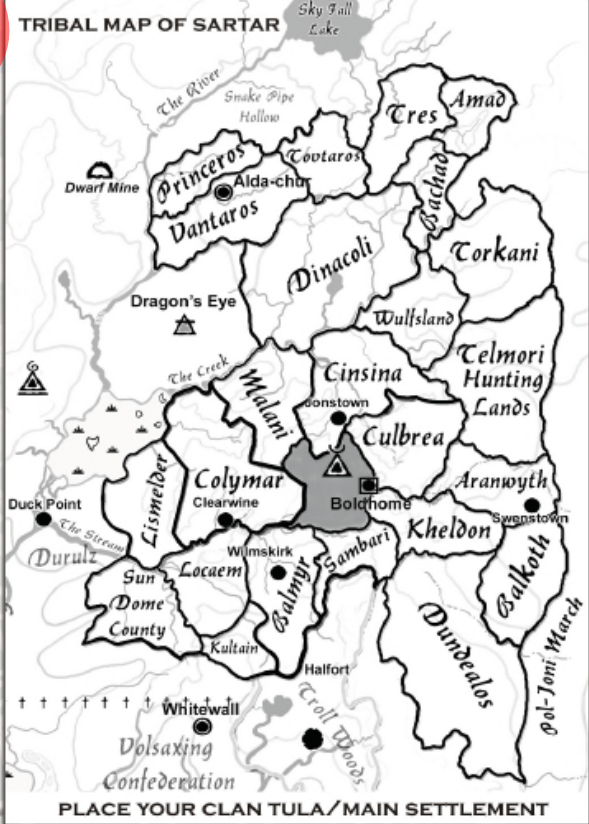 TRIBAL MAP OF SARTAR
Sky Fall
Lake
The River
Snake Pipe
Hollow
Tres
Amad
Princeros
Tovtaros
Dwarf Mine
Alda-chur
Bachad
Vantaros
Dinacoli
Torkani
Dragon's Eye
Wulfsland
The Creek
Malani
Cinsina
Telmori
Hunting
Lands
Jonstown
Culbrea
Lismelder
Colymar
Clearwine
Boldhome
Aranwyth
Swenstown
Duck Point
The Stream
Durulz
Kheldon
Sambari
Wilmskirk
Locaem
Balmyr
Balkoth
Sun
Dome
County
Kultain
Dundealos
Pol-Joni March
Halfort
Troll Woods
Whitewall
Volsaxing
Confederation
PLACE YOUR CLAN TULA/MAIN SETTLEMENT